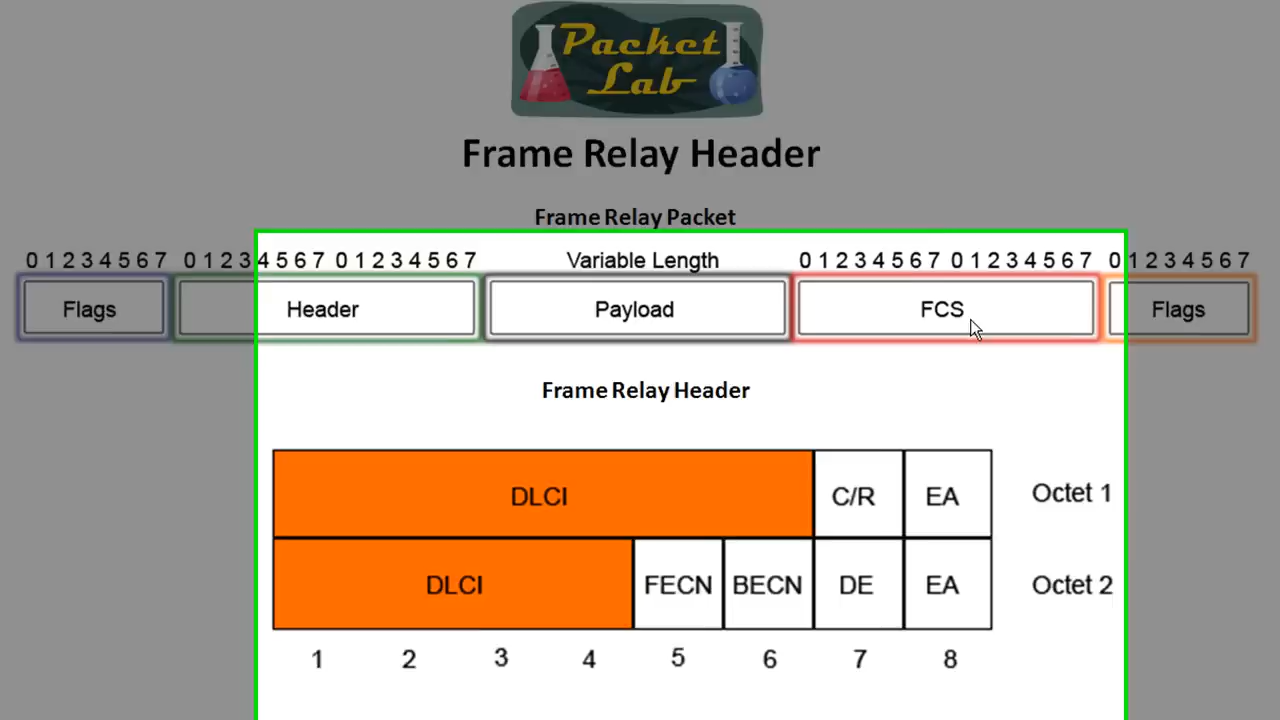 Packet
Lab
Frame Relay Header
Frame Relay Packet
0 1 2 3 4 5 6 7 0 1 2 3 4 5 6 7 0 1 2 3 4 5 6 7 Variable Length 0 1 2 3 4 5 6 7 0 1 2 3 4 5 6 7 0 1 2 3 4 5 6 7
Flags Header Payload FCS Flags
Frame Relay Header
DLCI C/R EA Octet 1
DLCI FECN BECN DE EA Octet 2
1 2 3 4 5 6 7 8